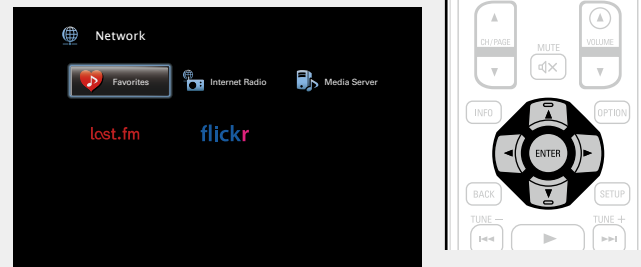 Network
Favorites
Internet Radio
Media Server
last.fm
flickr
CH/PAGE
MUTE
VOLUME
INFO
OPTION
ENTER
BACK
SETUP
TUNE −
TUNE +